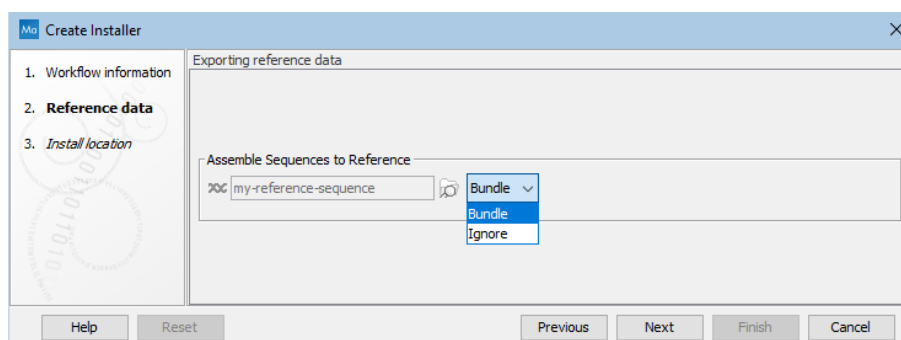 Ma Create Installer
1. Workflow information
2. Reference data
3. Install location
Exporting reference data
Assemble Sequences to Reference
my-reference-sequence
Bundle
Bundle
Ignore
Help Reset Previous Next Finish Cancel